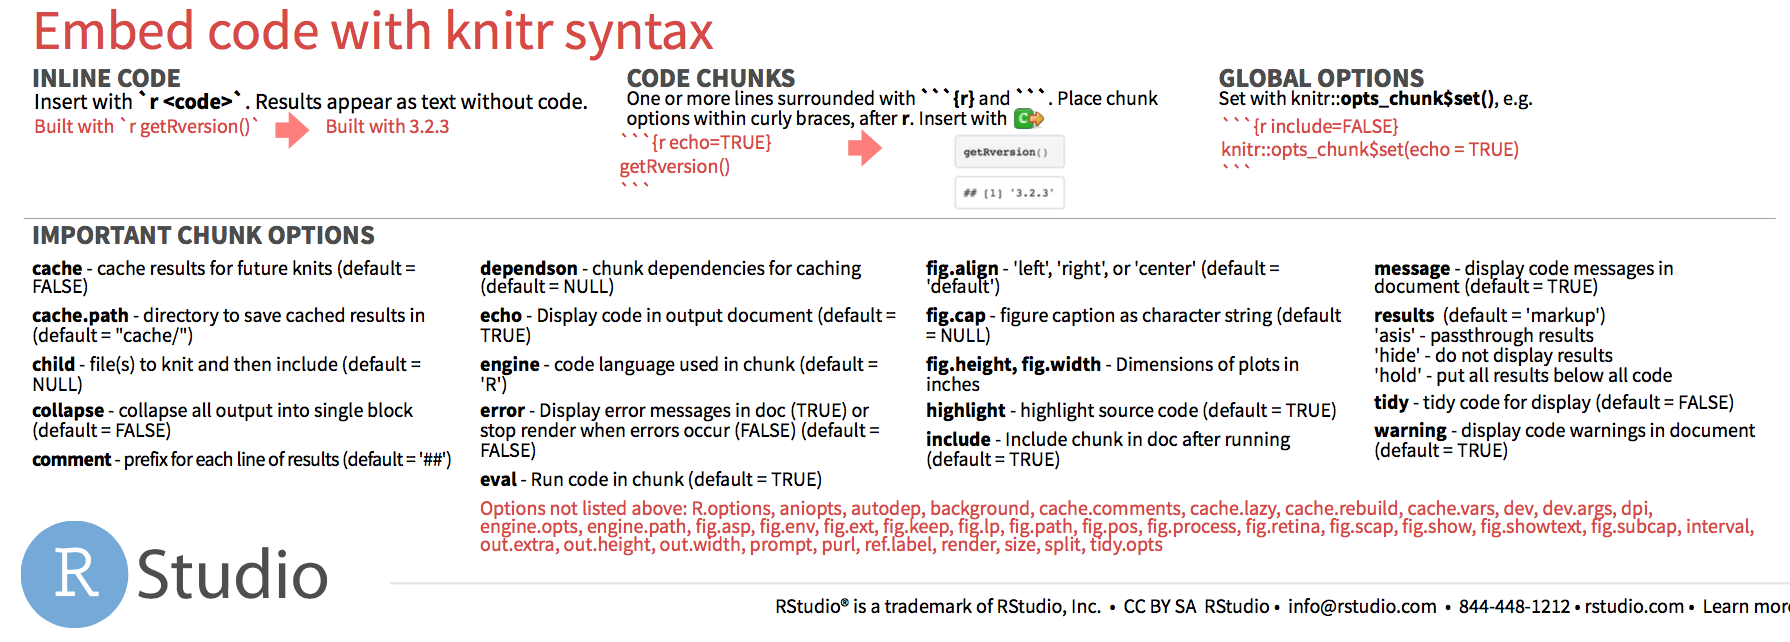 Embed code with knitr syntax
INLINE CODE
Insert with `r <code>`. Results appear as text without code.
Built with `r getRversion()`
Built with 3.2.3
CODE CHUNKS
One or more lines surrounded with ```{r} and ```. Place chunk
options within curly braces, after r. Insert with
C
```{r echo=TRUE}
getRversion()
```
getRversion()
## [1] '3.2.3'
GLOBAL OPTIONS
Set with knitr::opts_chunk$set(), e.g.
```{r include=FALSE}
knitr::opts_chunk$set(echo = TRUE)
```
IMPORTANT CHUNK OPTIONS
cache - cache results for future knits (default =
FALSE)
cache.path - directory to save cached results in
(default = "cache/")
child - file(s) to knit and then include (default =
NULL)
collapse - collapse all output into single block
(default = FALSE)
comment - prefix for each line of results (default = '##')
dependson - chunk dependencies for caching
(default = NULL)
echo - Display code in output document (default =
TRUE)
engine - code language used in chunk (default =
'R')
error - Display error messages in doc (TRUE) or
stop render when errors occur (FALSE) (default =
FALSE)
eval - Run code in chunk (default = TRUE)
fig.align - 'left', 'right', or 'center' (default =
'default')
fig.cap - figure caption as character string (default
= NULL)
fig.height, fig.width - Dimensions of plots in
inches
highlight - highlight source code (default = TRUE)
include - Include chunk in doc after running
(default = TRUE)
message - display code messages in
document (default = TRUE)
results (default = 'markup')
'asis' - passthrough results
'hide' - do not display results
'hold' - put all results below all code
tidy - tidy code for display (default = FALSE)
warning - display code warnings in document
(default = TRUE)
Options not listed above: R.options, aniopts, autodep, background, cache.comments, cache.lazy, cache.rebuild, cache.vars, dev, dev.args, dpi,
engine.opts, engine.path, fig.asp, fig.env, fig.ext, fig.keep, fig.lp, fig.path, fig.pos, fig.process, fig.retina, fig.scap, fig.show, fig.showtext, fig.subcap, interval,
out.extra, out.height, out.width, prompt, purl, ref.label, render, size, split, tidy.opts
R Studio
RStudio® is a trademark of RStudio, Inc. • CC BY SA RStudio • info@rstudio.com • 844-448-1212 • rstudio.com • Learn more